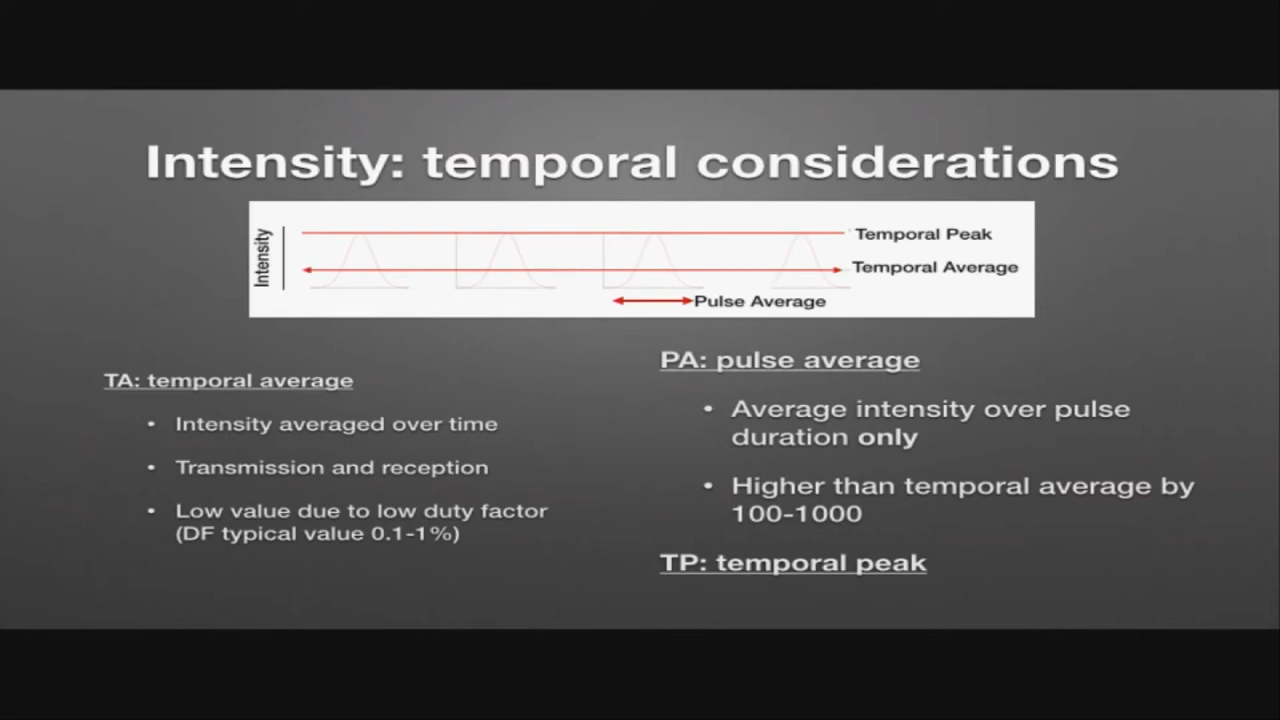 Intensity: temporal considerations
Intensity
Temporal Peak
Temporal Average
Pulse Average
TA: temporal average
• Intensity averaged over time
• Transmission and reception
• Low value due to low duty factor
(DF typical value 0.1-1%)
PA: pulse average
• Average intensity over pulse
duration only
• Higher than temporal average by
100-1000
TP: temporal peak